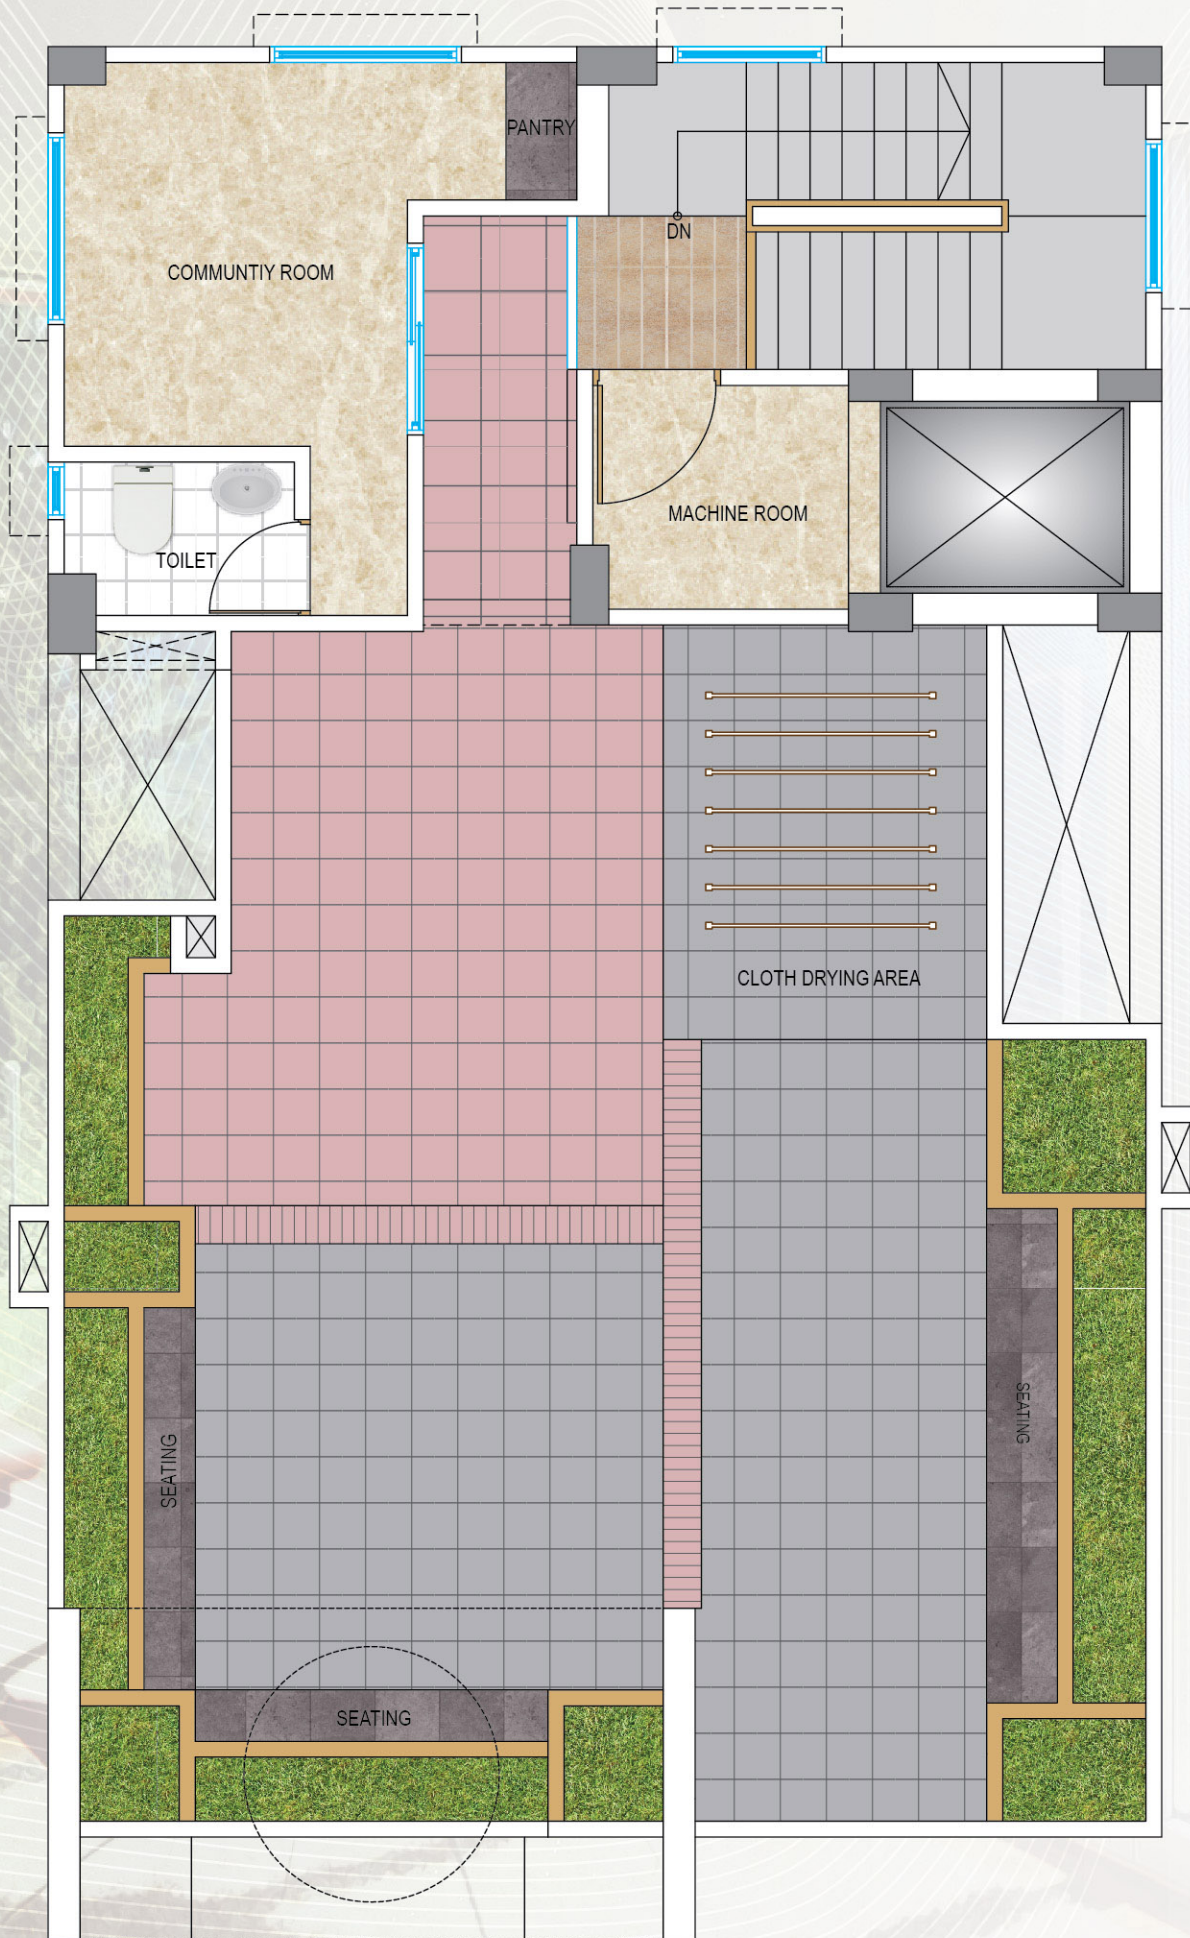 PANTRY
DN
COMMUNTIY ROOM
MACHINE ROOM
TOILET
CLOTH DRYING AREA
SEATING
SEATING
SEATING